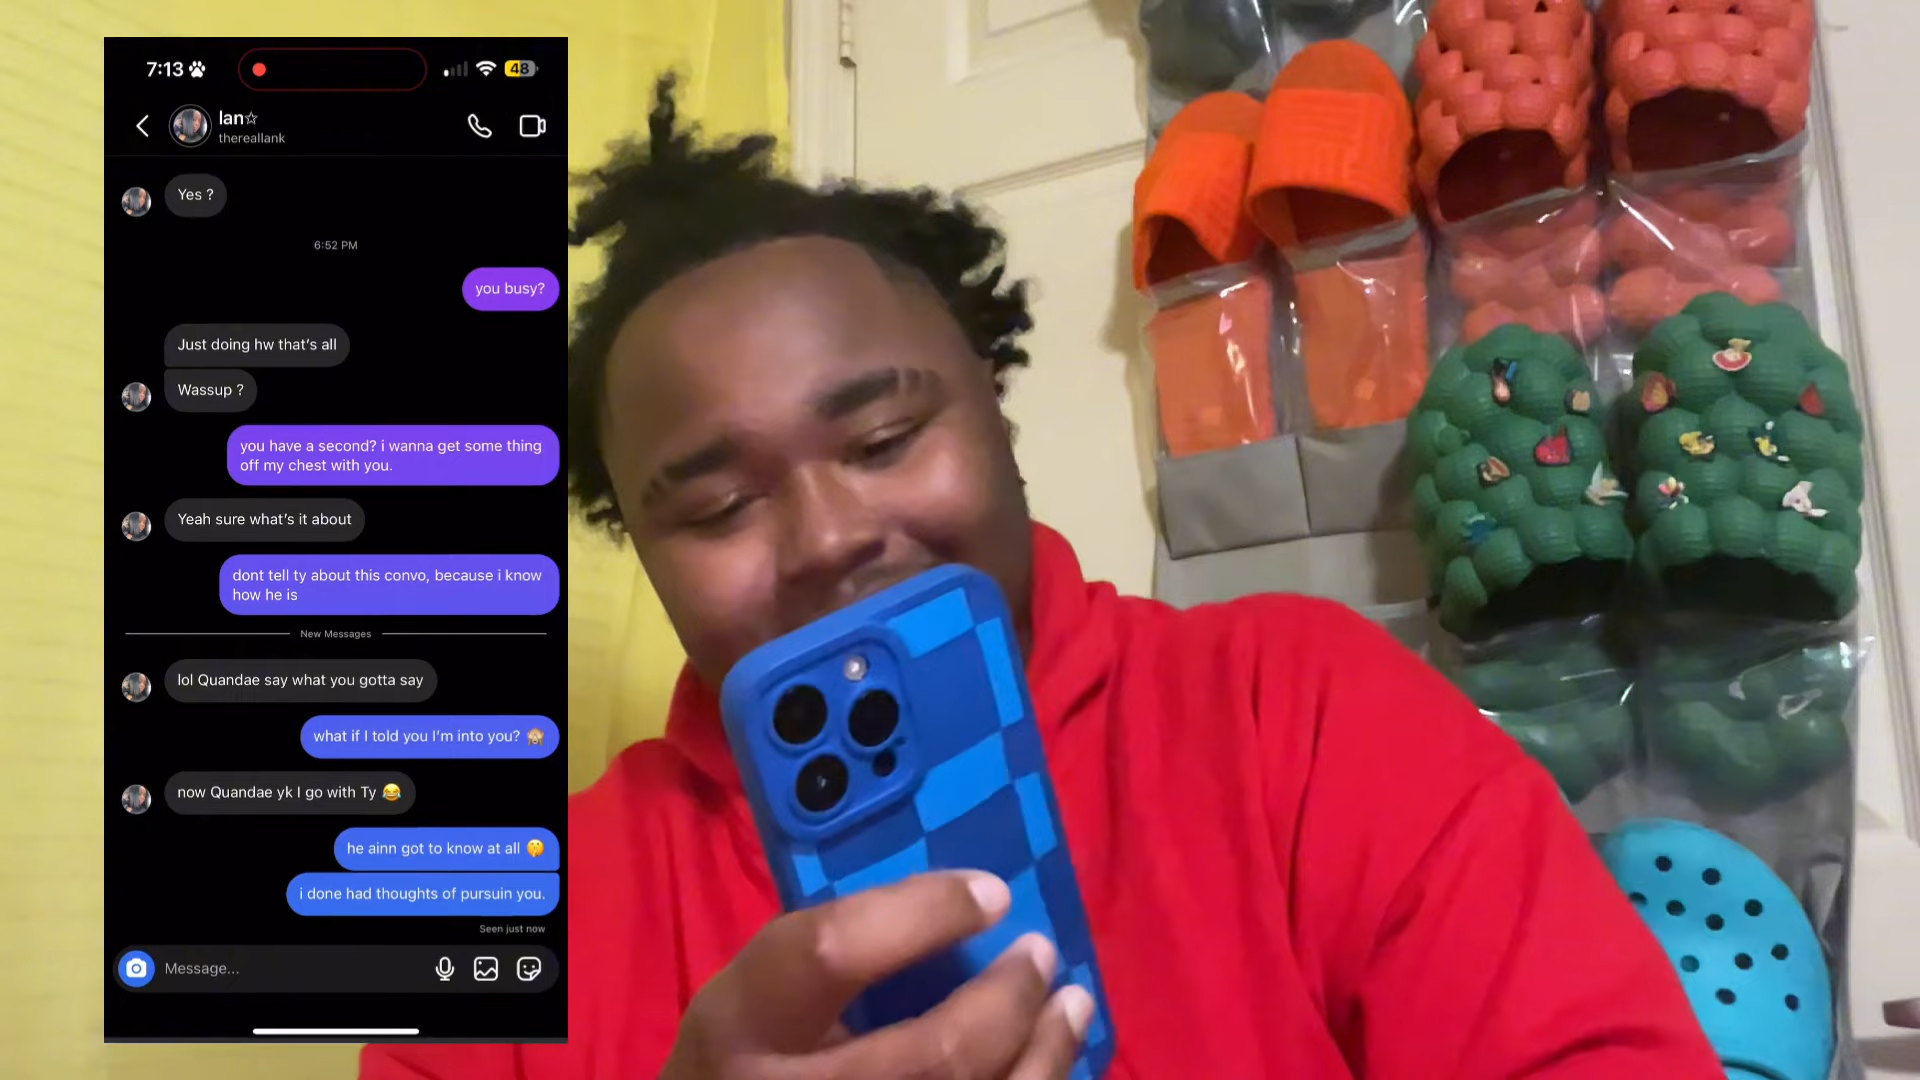 7:13
48
Ian☆
thereallank
Yes ?
6:52 PM
you busy?
Just doing hw that's all
Wassup ?
you have a second? i wanna get some thing
off my chest with you.
Yeah sure what's it about
dont tell ty about this convo, because i know
how he is
New Messages
lol Quandae say what you gotta say
what if I told you I'm into you? 🙈
now Quandae yk I go with Ty 😂
he ainn got to know at all 🤫
i done had thoughts of pursuin you.
Seen just now
Message...